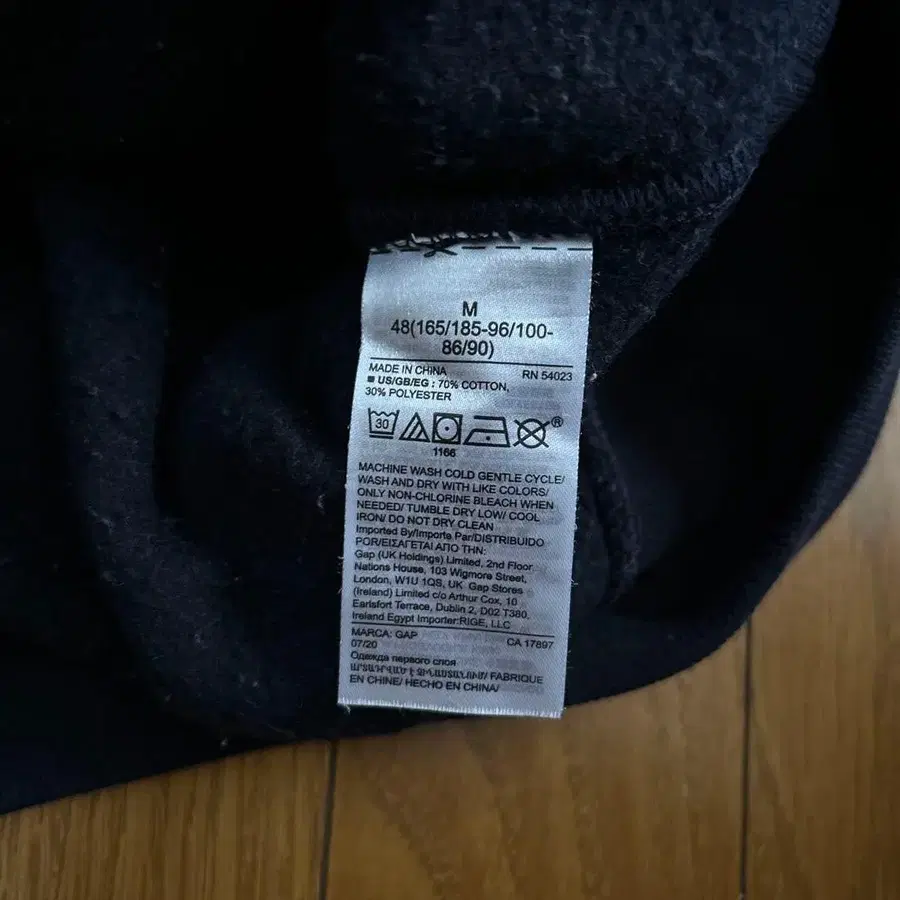 M
48(165/185-96/100-
86/90)
MADE IN CHINA RN 54023
■ US/GB/EG : 70% COTTON,
30% POLYESTER
30 ®
1166
MACHINE WASH COLD GENTLE CYCLE/
WASH AND DRY WITH LIKE COLORS/
ONLY NON-CHLORINE BLEACH WHEN
NEEDED/ TUMBLE DRY LOW/ COOL
IRON/ DO NOT DRY CLEAN
Imported By/Importe Par/DISTRIBUIDO
POR/ΕΙΣΑΓΕΤΑΙ ΑΠΟ ΤΗΝ:
Gap (UK Holdings) Limited, 2nd Floor
Nations House, 103 Wigmore Street,
London, W1U 1QS, UK Gap Stores
(Ireland) Limited c/o Arthur Cox, 10
Earlsfort Terrace, Dublin 2, D02 T380,
Ireland Egypt Importer:RIGE, LLC
MARCA: GAP CA 17897
07/20
Одежда первого слоя
FABRIQUE
EN CHINE/ HECHO EN CHINA/